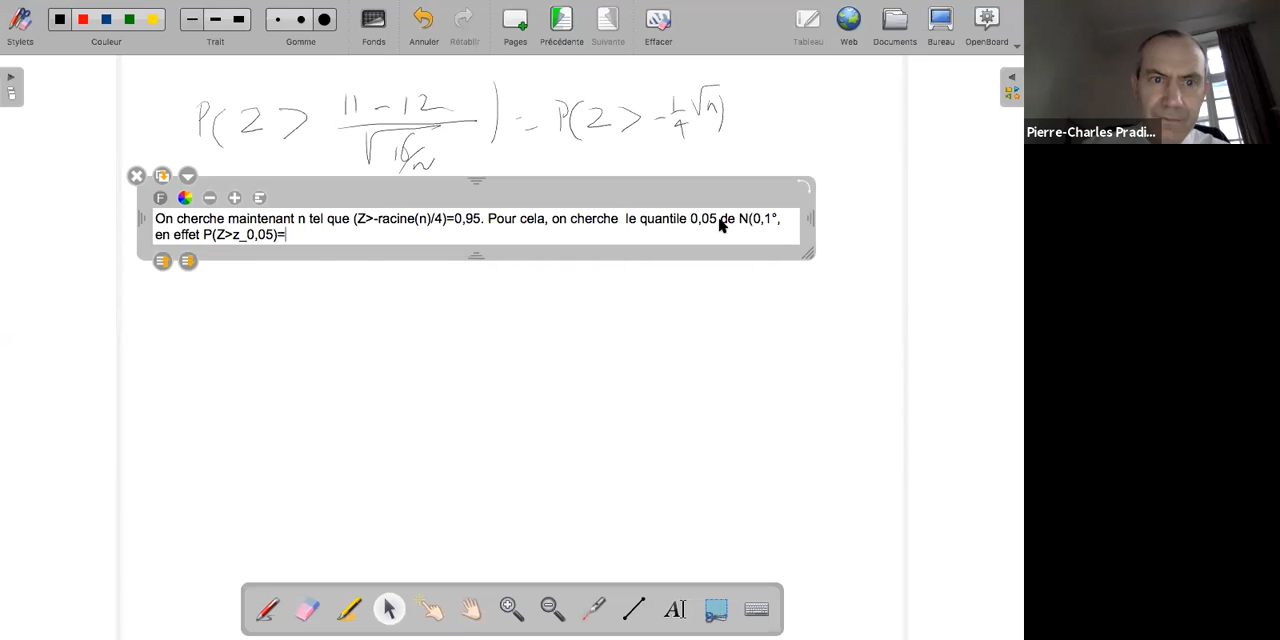 Stylets Couleur Trait Gomme Fonds Annuler Rétablir Pages Précédente Suivante Effacer Tableau Web Documents Bureau OpenBoard
P(Z > (11 - 12)/√(16/n)) = P(Z > -1/4 √n)
Pierre-Charles Pradi...
F
On cherche maintenant n tel que (Z>-racine(n)/4)=0,95. Pour cela, on cherche le quantile 0,05 de N(0,1°,
en effet P(Z>z_0,05)=
A